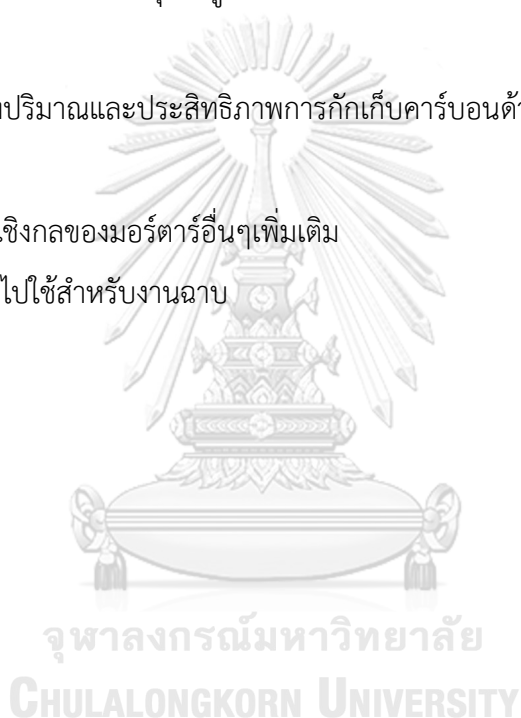 ปริมาณและประสิทธิภาพการกักเก็บคาร์บอนด้
เชิงกลของมอร์ตาร์อื่นๆเพิ่มเติม
ไปใช้สำหรับงานฉาบ
จุฬาลงกรณ์มหาวิทยาลัย
CHULALONGKORN UNIVERSITY